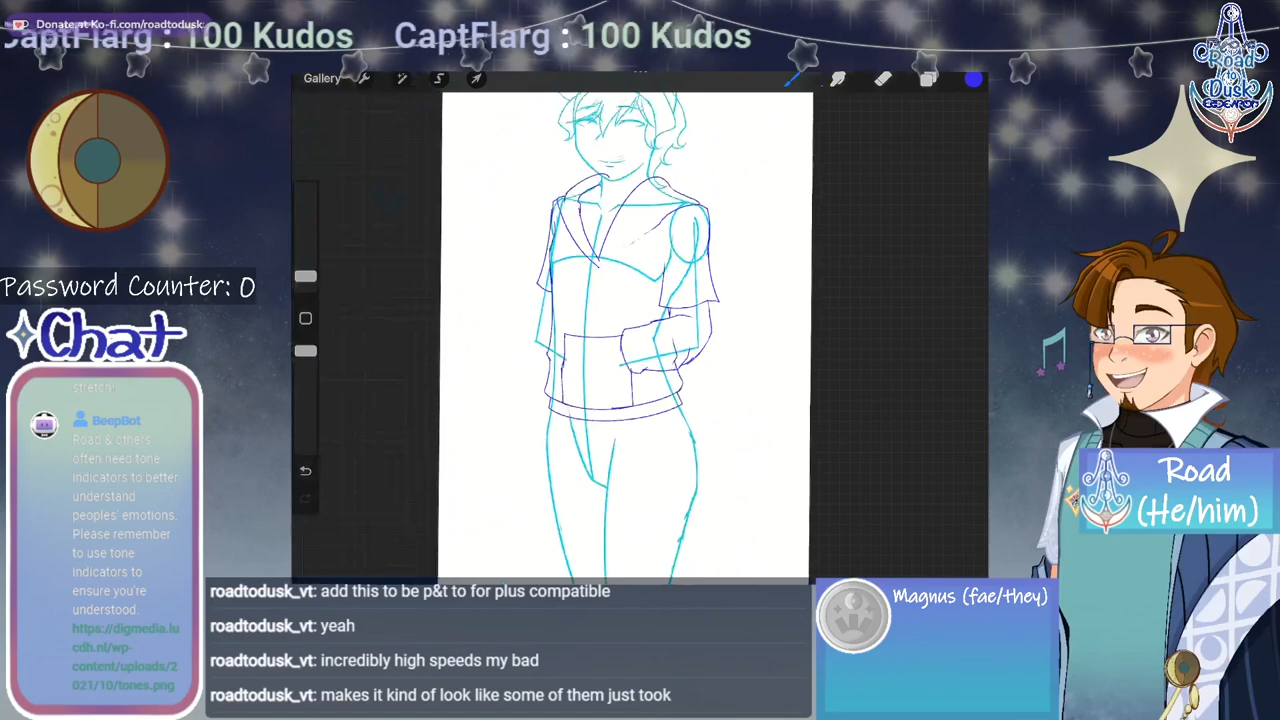 Donate at Ko-fi.com/roadtodusk
CaptFlarg : 100 Kudos CaptFlarg : 100 Kudos
Road
to
Dusk
Gallery
Password Counter: 0
Chat
stretch!
BeepBot
Road & others
often need tone
indicators to better
understand
peoples' emotions.
Please remember
to use tone
indicators to
ensure you're
understood.
https://digmedia.lu
cdh.nl/wp-
content/uploads/2
021/10/tones.png
roadtodusk_vt: add this to be p&t to for plus compatible
roadtodusk_vt: yeah
roadtodusk_vt: incredibly high speeds my bad
roadtodusk_vt: makes it kind of look like some of them just took
Magnus (fae/they)
Road
(He/him)